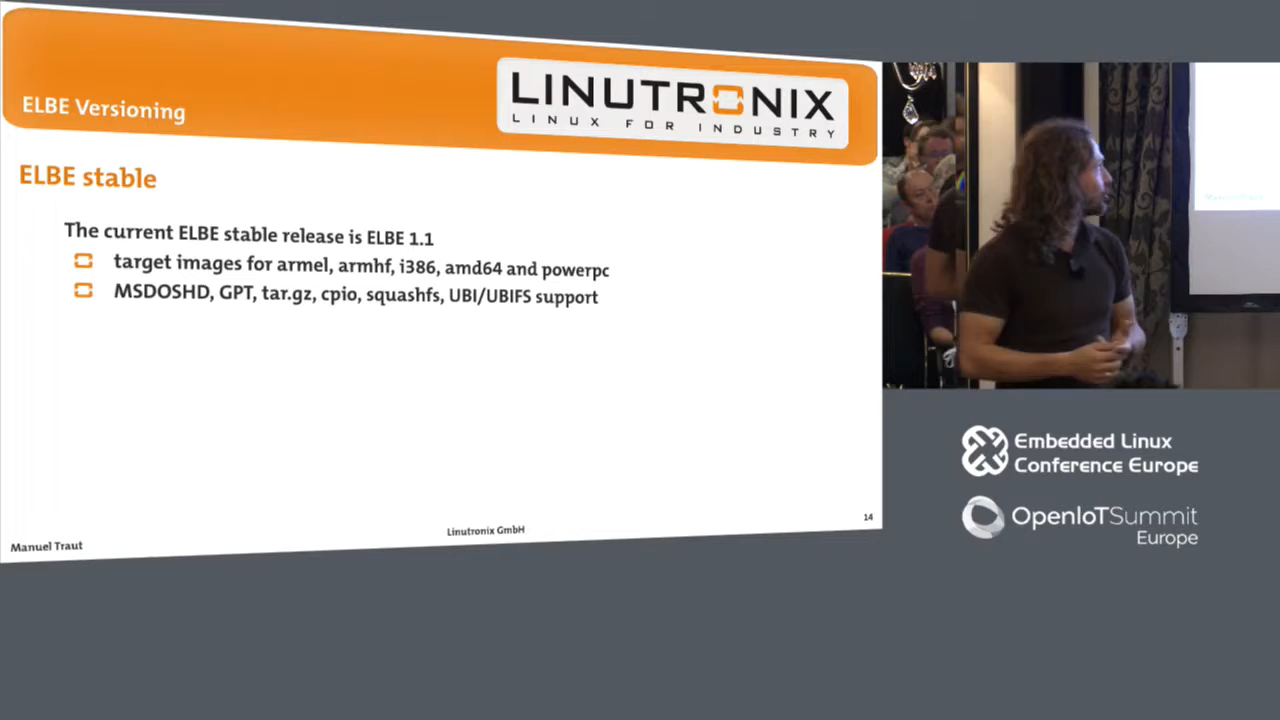 ELBE Versioning
LINUTRONIX
LINUX FOR INDUSTRY
ELBE stable
The current ELBE stable release is ELBE 1.1
target images for armel, armhf, i386, amd64 and powerpc
MSDOSHD, GPT, tar.gz, cpio, squashfs, UBI/UBIFS support
Manuel Traut
Linutronix GmbH
14
Manuel Traut
Embedded Linux
Conference Europe
OpenIoTSummit
Europe